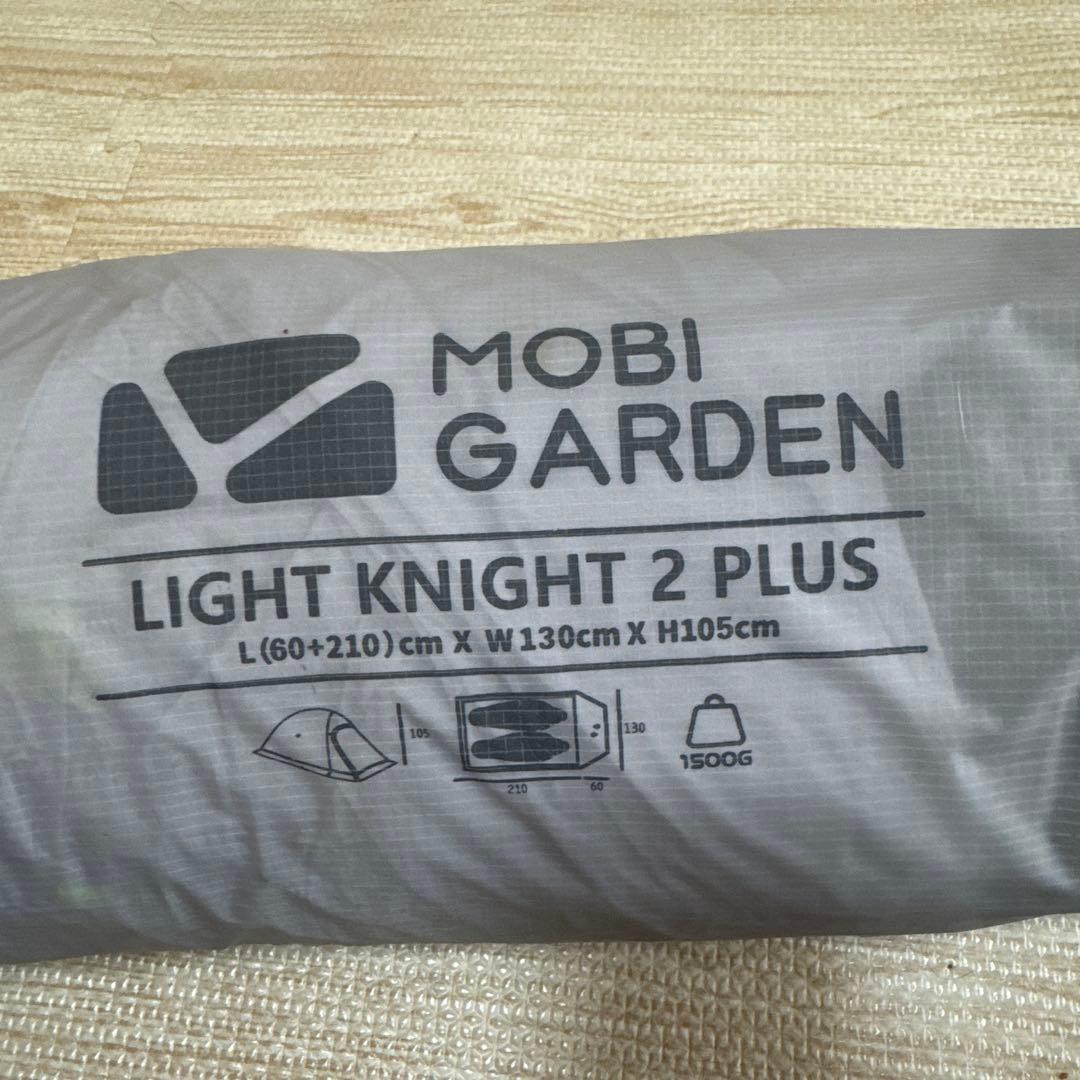 MOBI
GARDEN
LIGHT KNIGHT 2 PLUS
L(60+210)cm X W130cm X H105cm
105
130
210
60
1500G